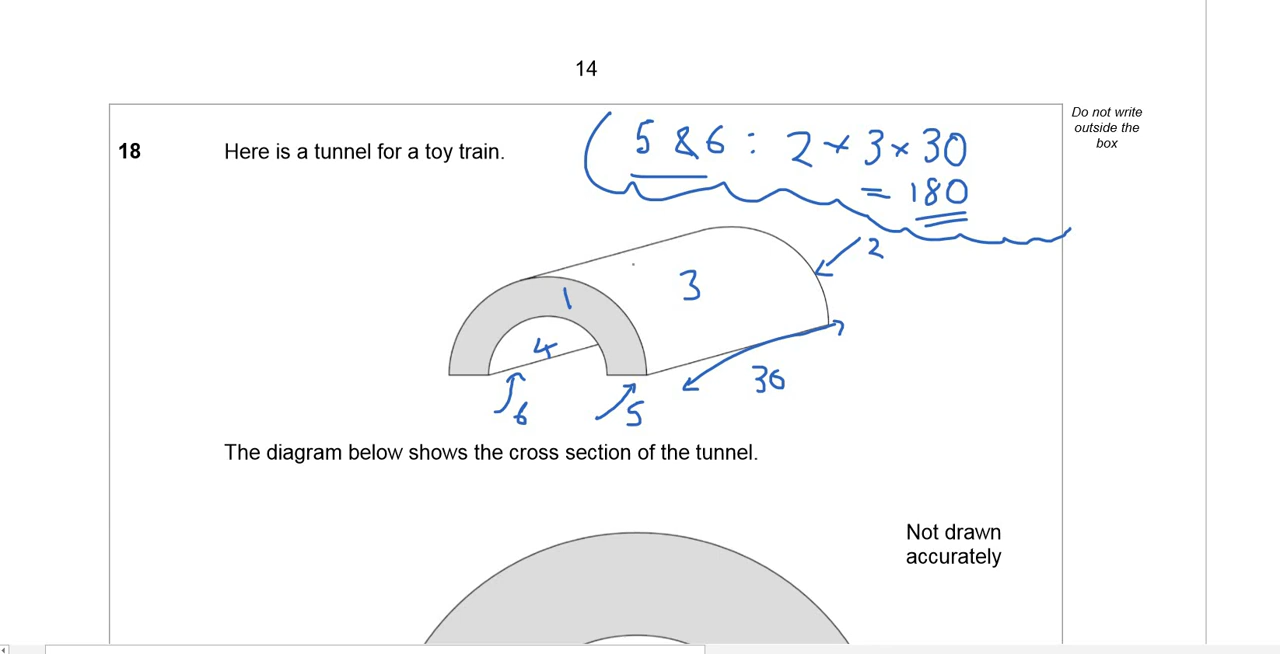 14
Do not write
outside the
box
18 Here is a tunnel for a toy train.
5 & 6 : 2 × 3 × 30
= 180
2
3
1
4
30
6
5
The diagram below shows the cross section of the tunnel.
Not drawn
accurately